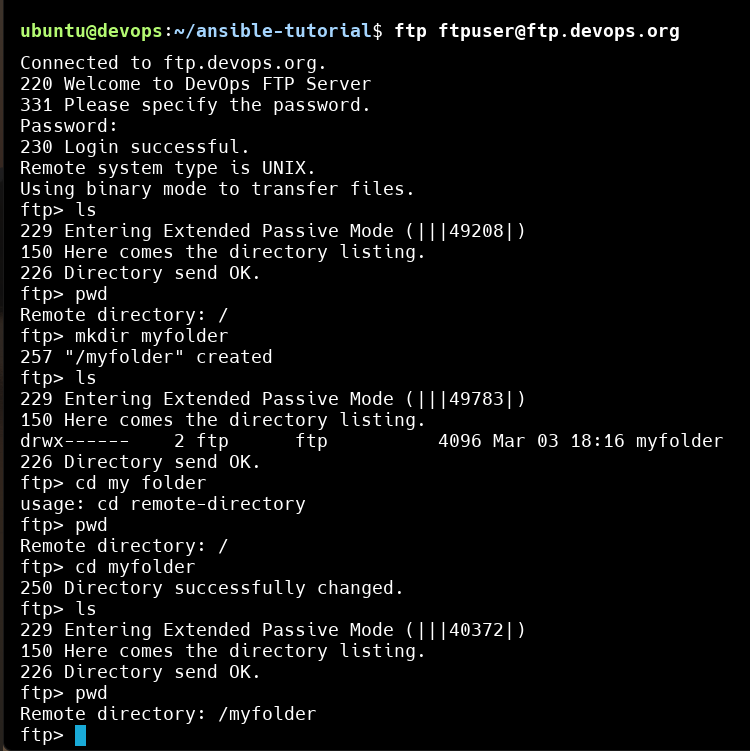 ubuntu@devops:~/ansible-tutorial$ ftp ftpuser@ftp.devops.org
Connected to ftp.devops.org.
220 Welcome to DevOps FTP Server
331 Please specify the password.
Password:
230 Login successful.
Remote system type is UNIX.
Using binary mode to transfer files.
ftp> ls
229 Entering Extended Passive Mode (|||49208|)
150 Here comes the directory listing.
226 Directory send OK.
ftp> pwd
Remote directory: /
ftp> mkdir myfolder
257 "/myfolder" created
ftp> ls
229 Entering Extended Passive Mode (|||49783|)
150 Here comes the directory listing.
drwx------    2 ftp      ftp          4096 Mar 03 18:16 myfolder
226 Directory send OK.
ftp> cd my folder
usage: cd remote-directory
ftp> pwd
Remote directory: /
ftp> cd myfolder
250 Directory successfully changed.
ftp> ls
229 Entering Extended Passive Mode (|||40372|)
150 Here comes the directory listing.
226 Directory send OK.
ftp> pwd
Remote directory: /myfolder
ftp>